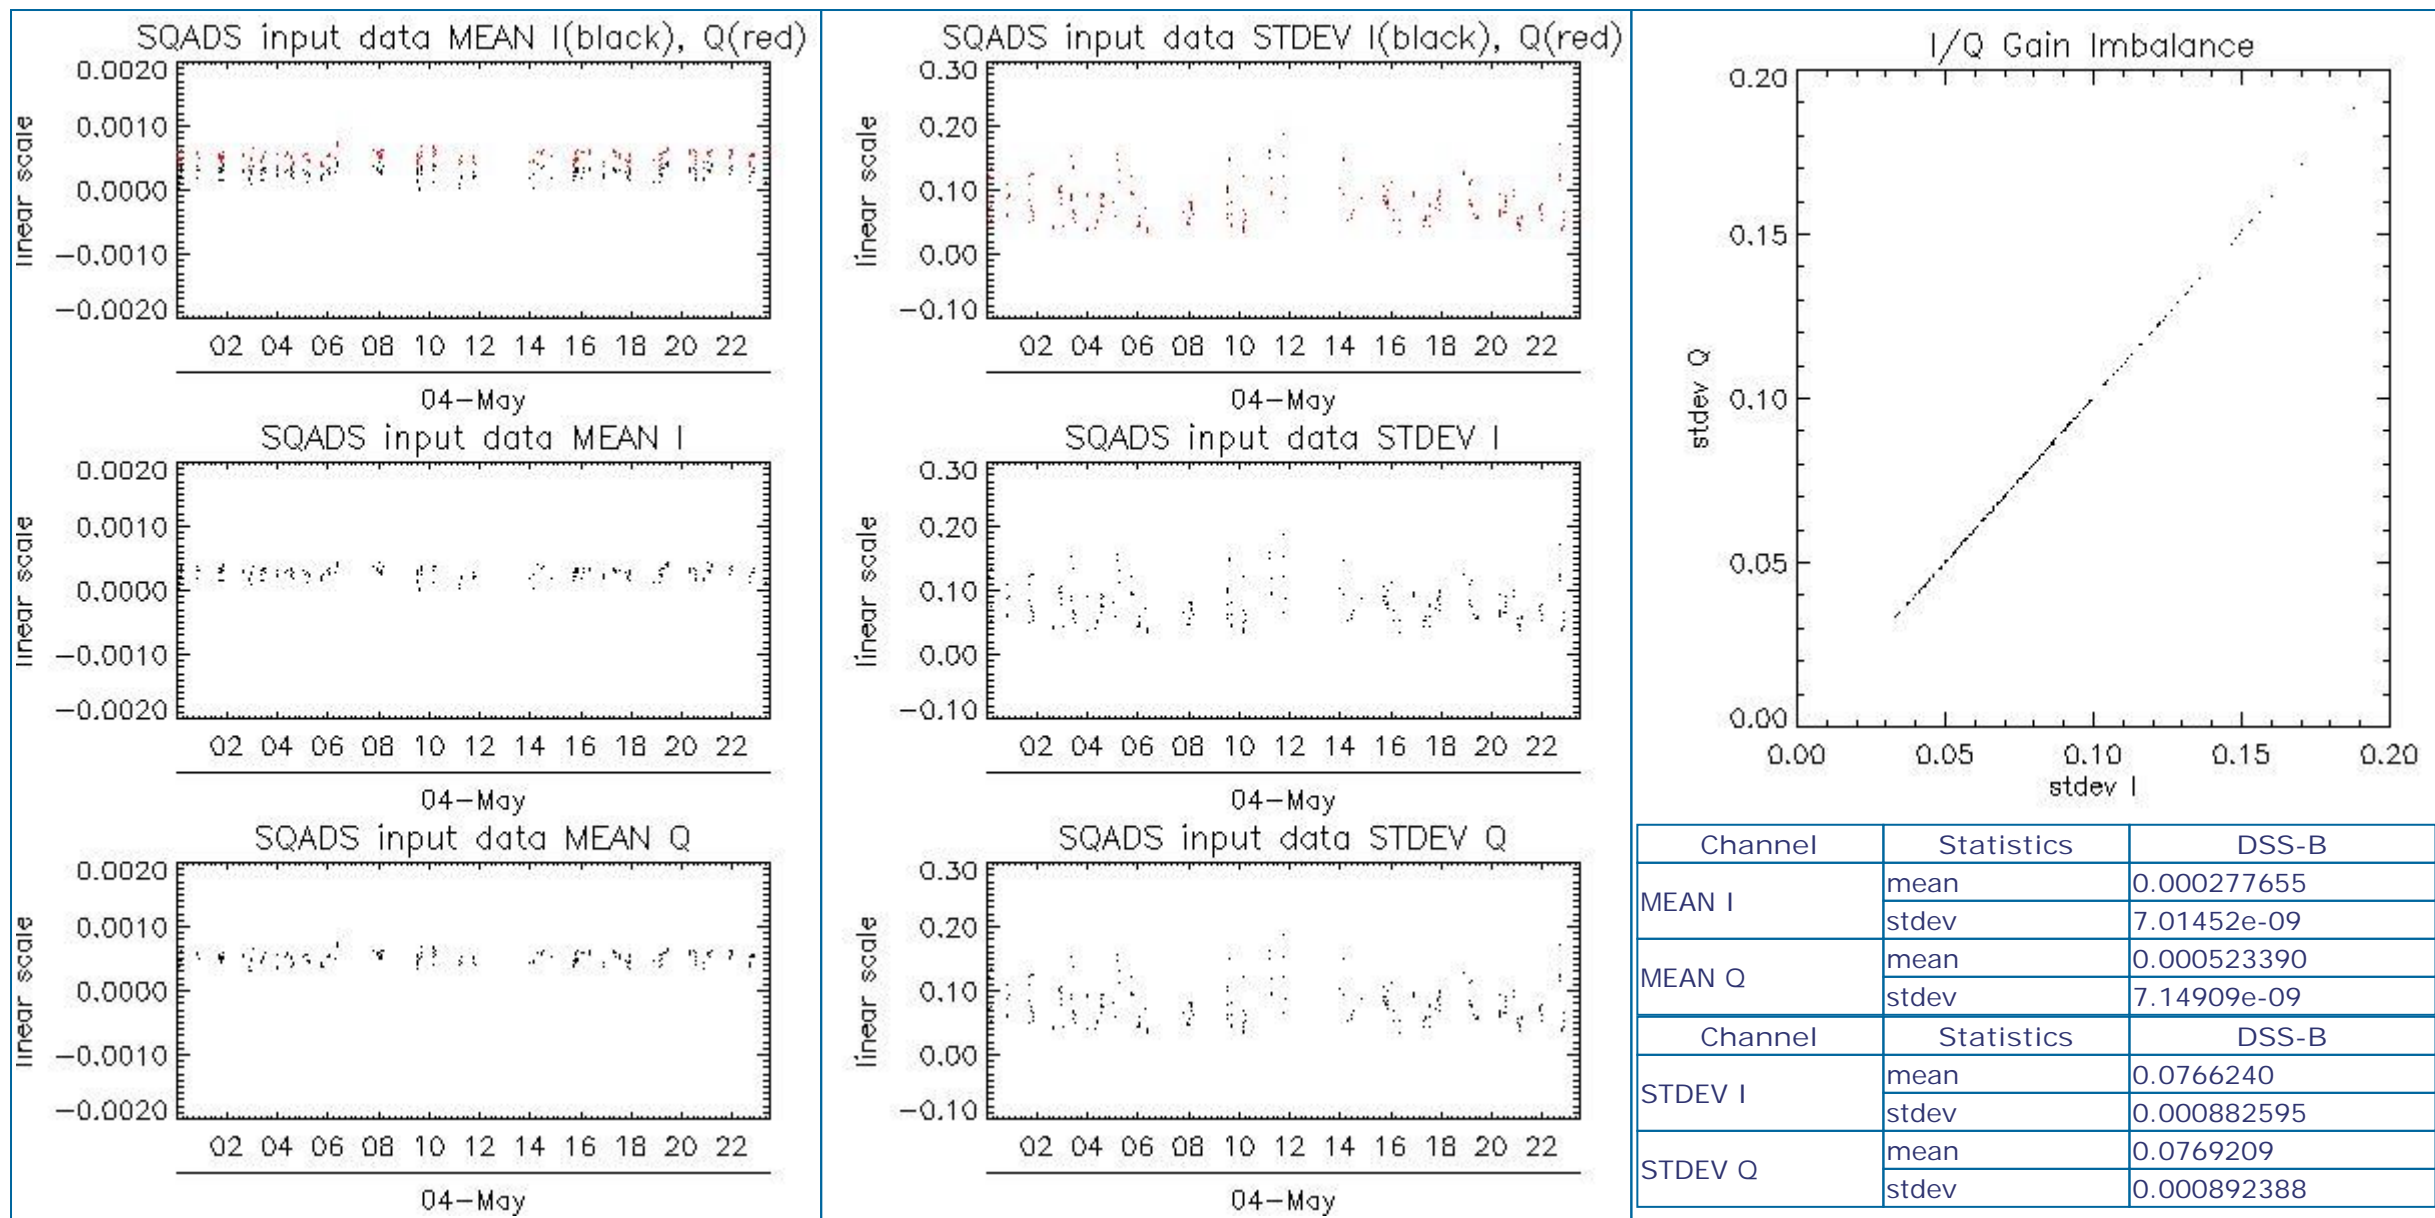 SQADS input data MEAN I(black), Q(red)
0.0020
0.0010
0.0000
−0.0010
−0.0020
linear scale
02 04 06 08 10 12 14 16 18 20 22
04−May
SQADS input data MEAN I
0.0020
0.0010
0.0000
−0.0010
−0.0020
linear scale
02 04 06 08 10 12 14 16 18 20 22
04−May
SQADS input data MEAN Q
0.0020
0.0010
0.0000
−0.0010
−0.0020
linear scale
02 04 06 08 10 12 14 16 18 20 22
04−May
SQADS input data STDEV I(black), Q(red)
0.30
0.20
0.10
0.00
−0.10
linear scale
02 04 06 08 10 12 14 16 18 20 22
04−May
SQADS input data STDEV I
0.30
0.20
0.10
0.00
−0.10
linear scale
02 04 06 08 10 12 14 16 18 20 22
04−May
SQADS input data STDEV Q
0.30
0.20
0.10
0.00
−0.10
linear scale
02 04 06 08 10 12 14 16 18 20 22
04−May
I/Q Gain Imbalance
0.20
0.15
0.10
0.05
0.00
stdev Q
0.00 0.05 0.10 0.15 0.20
stdev I
Channel Statistics DSS-B
MEAN I mean 0.000277655
stdev 7.01452e-09
MEAN Q mean 0.000523390
stdev 7.14909e-09
Channel Statistics DSS-B
STDEV I mean 0.0766240
stdev 0.000882595
STDEV Q mean 0.0769209
stdev 0.000892388